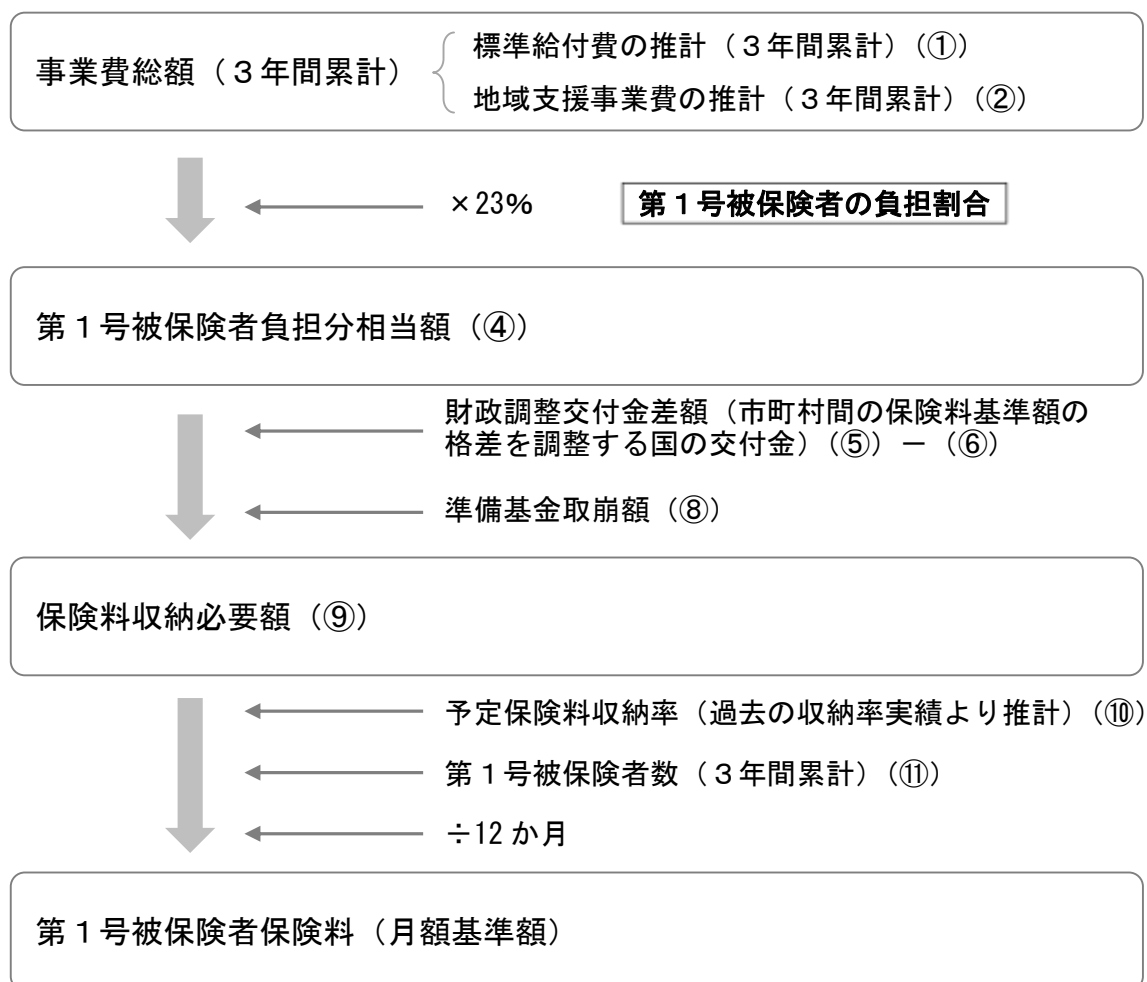 事業費総額（３年間累計）
標準給付費の推計（３年間累計）（①）
地域支援事業費の推計（３年間累計）（②）
×23%
第１号被保険者の負担割合
第１号被保険者負担分相当額（④）
財政調整交付金差額（市町村間の保険料基準額の
格差を調整する国の交付金）（⑤）－（⑥）
準備基金取崩額（⑧）
保険料収納必要額（⑨）
予定保険料収納率（過去の収納率実績より推計）（⑩）
第１号被保険者数（３年間累計）（⑪）
÷12か月
第１号被保険者保険料（月額基準額）